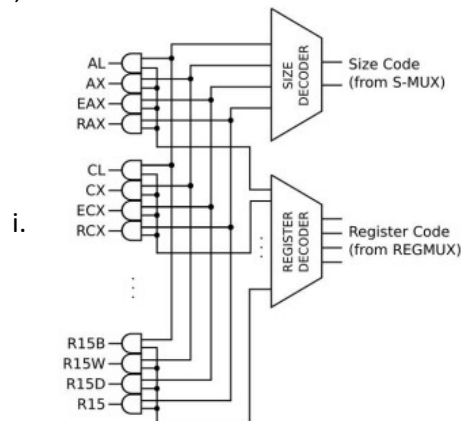 AL
AX
EAX
RAX
SIZE
DECODER
Size Code
(from S-MUX)
CL
CX
ECX
RCX
i.
REGISTER
DECODER
Register Code
(from REGMUX)
R15B
R15W
R15D
R15